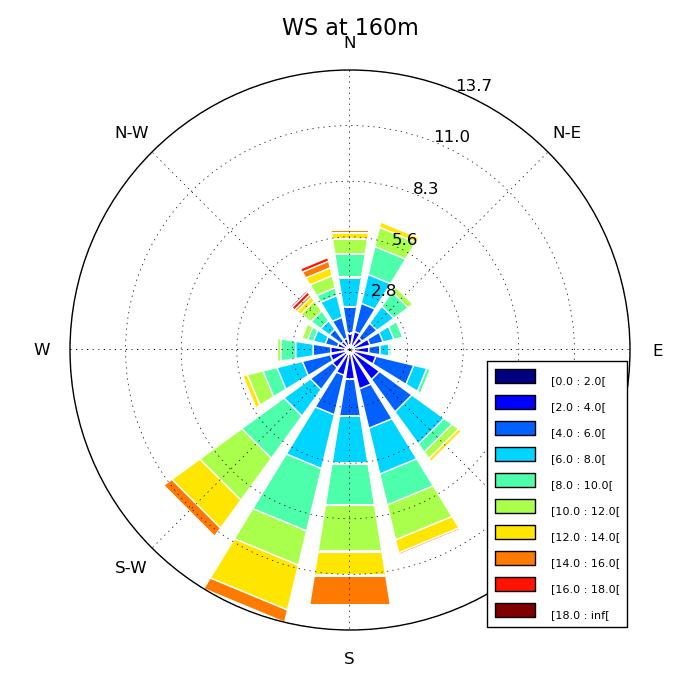 WS at 160m
N
13.7
N-W
N-E
11.0
8.3
5.6
2.8
W
E
[0.0 : 2.0[
[2.0 : 4.0[
[4.0 : 6.0[
[6.0 : 8.0[
[8.0 : 10.0[
[10.0 : 12.0[
[12.0 : 14.0[
[14.0 : 16.0[
[16.0 : 18.0[
[18.0 : inf[
S-W
S